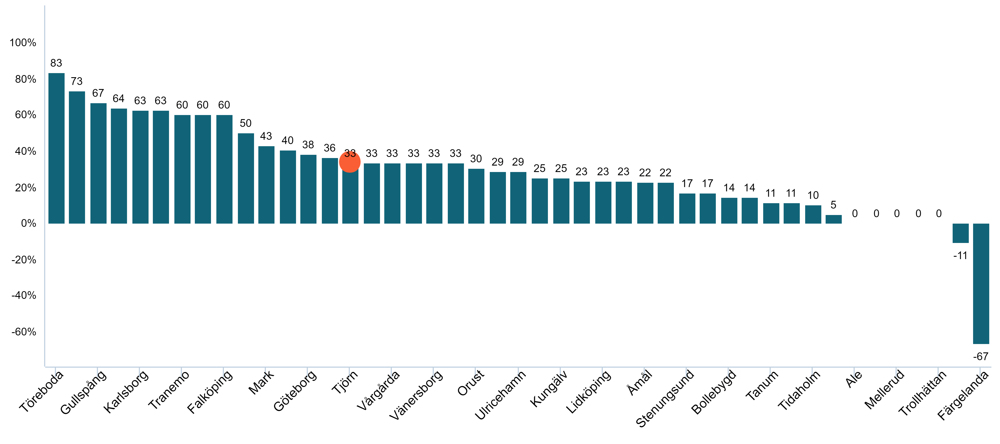 100%
80%
60%
40%
20%
0%
-20%
-40%
-60%
83
73
67
64
63
63
60
60
60
50
43
40
38
36
33
33
33
33
33
33
30
29
29
25
25
23
23
23
22
22
17
17
14
14
11
11
10
5
0
0
0
0
0
-11
-67
Töreboda
Gullspång
Karlsborg
Tranemo
Falköping
Mark
Göteborg
Tjörn
Vårgårda
Vänersborg
Orust
Ulricehamn
Kungälv
Lidköping
Åmål
Stenungsund
Bollebygd
Tanum
Tidaholm
Ale
Mellerud
Trollhättan
Färgelanda